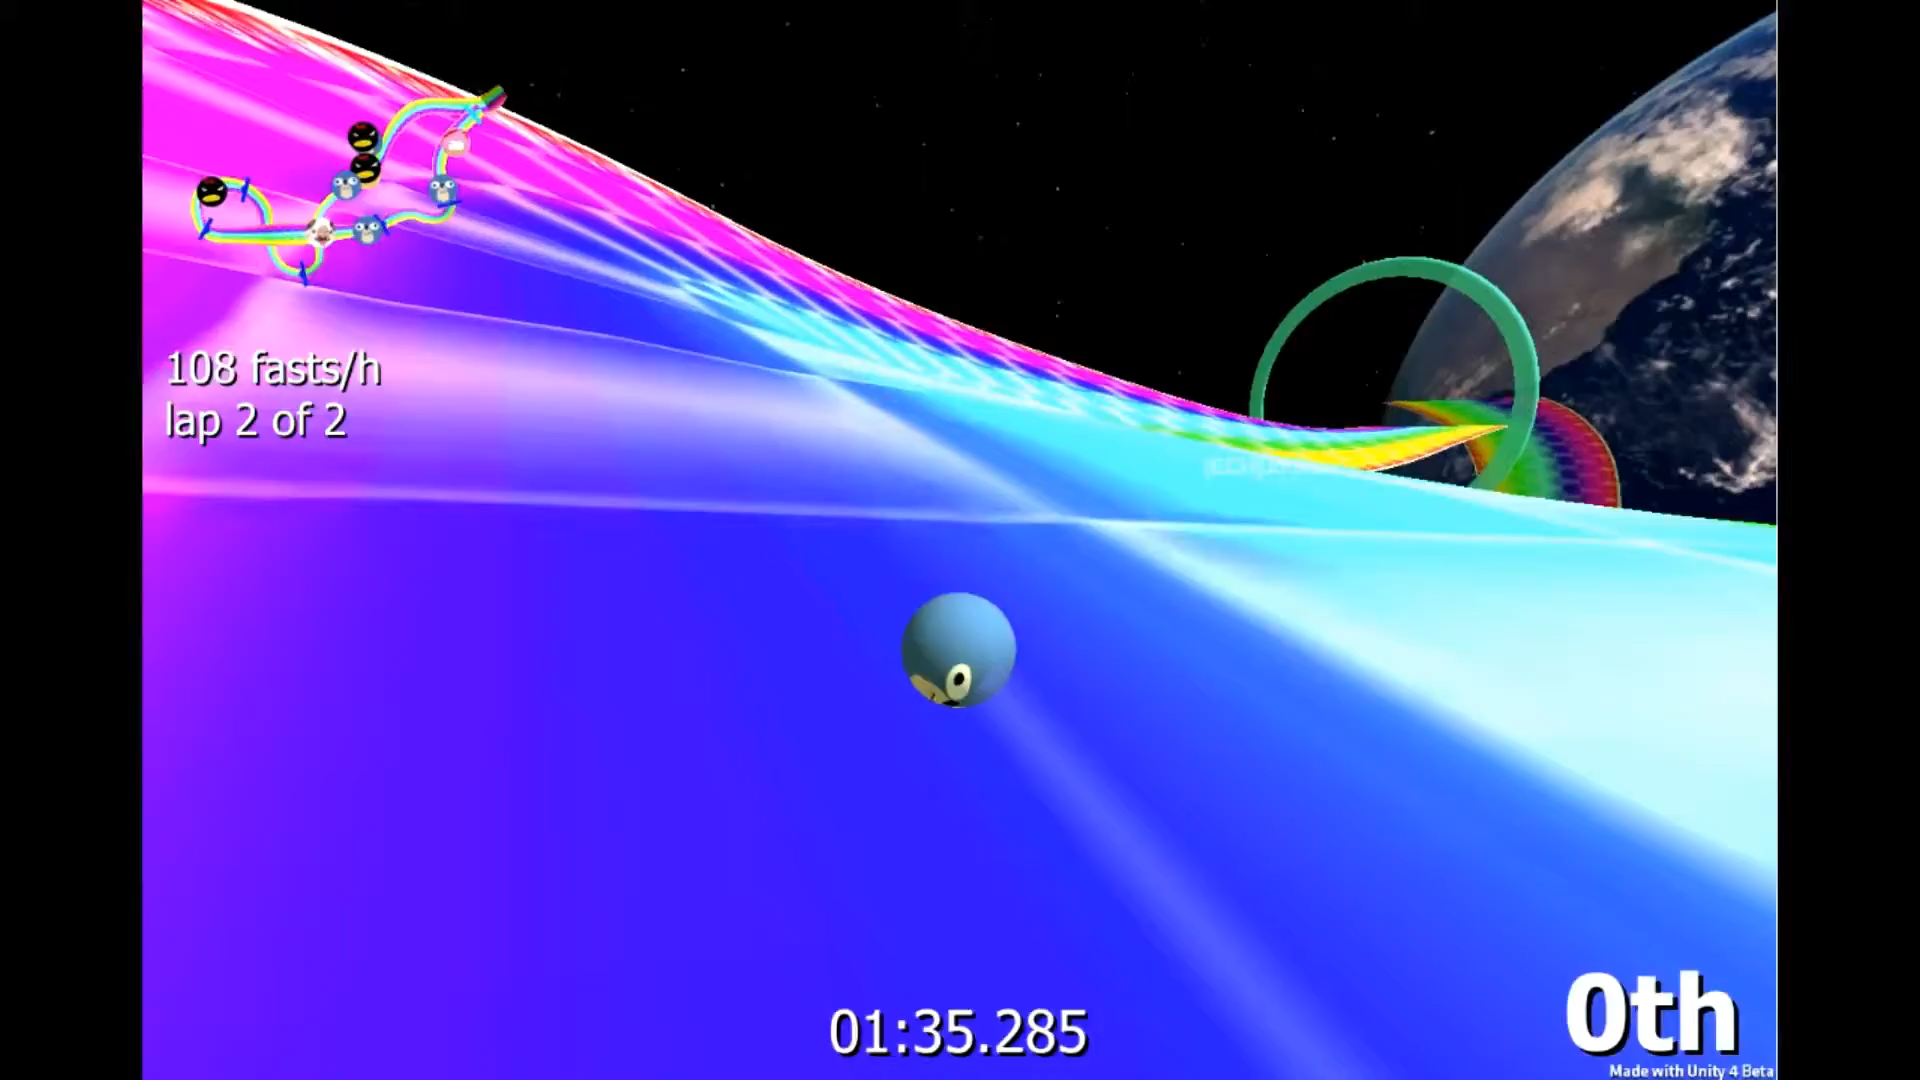 108 fasts/h
lap 2 of 2
01:35.285
0th
Made with Unity 4 Beta